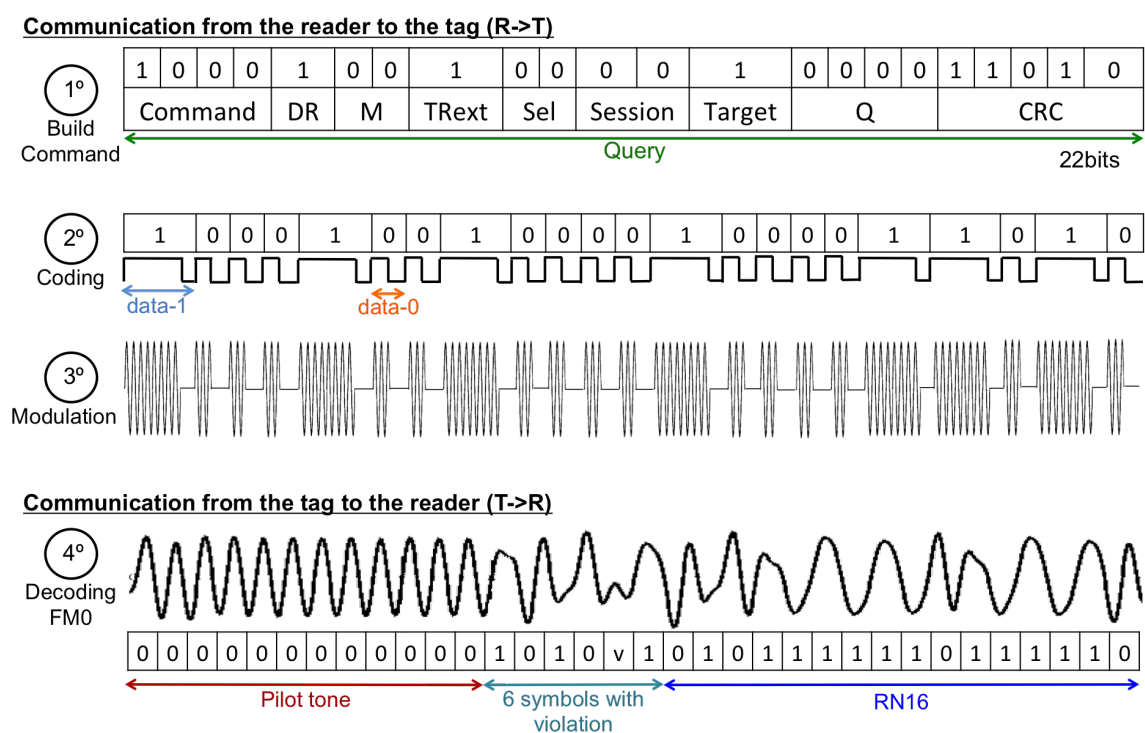 Communication from the reader to the tag (R->T)
1 0 0 0 1 0 0 1 0 0 0 0 1 0 0 0 0 1 1 0 1 0
1º
Command DR M TRext Sel Session Target Q CRC
Build
Command
Query
22bits
2º
1 0 0 0 1 0 0 1 0 0 0 0 1 0 0 0 0 1 1 0 1 0
Coding
data-1 data-0
3º
Modulation
Communication from the tag to the reader (T->R)
4º
Decoding
FM0
0 0 0 0 0 0 0 0 0 0 0 0 1 0 1 0 v 1 0 1 0 1 1 1 1 1 1 0 1 1 1 1 1 0
Pilot tone
6 symbols with
violation
RN16